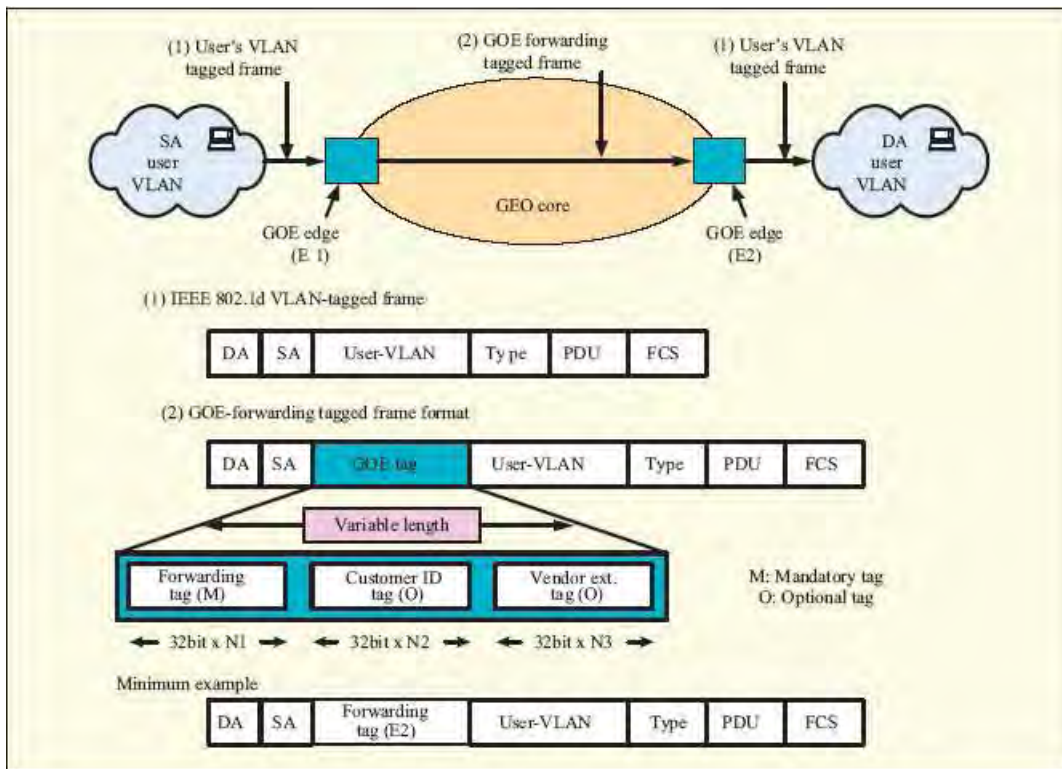 (1) User's VLAN
tagged frame
(2) GOE forwarding
tagged frame
(1) User's VLAN
tagged frame
SA
user
VLAN
DA
user
VLAN
GEO core
GOE edge
(E 1)
GOE edge
(E2)
(1) IEEE 802.1d VLAN-tagged frame
DA SA User-VLAN Type PDU FCS
(2) GOE-forwarding tagged frame format
DA SA GOE tag User-VLAN Type PDU FCS
Variable length
Forwarding
tag (M)
Customer ID
tag (O)
Vendor ext.
tag (O)
M: Mandatory tag
O: Optional tag
32bit x N1 32bit x N2 32bit x N3
Minimum example
DA SA Forwarding
tag (E2) User-VLAN Type PDU FCS